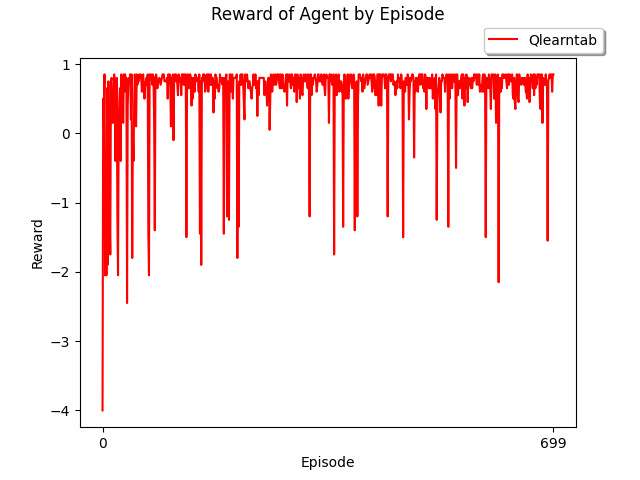 Reward of Agent by Episode
Qlearntab
1
0
−1
−2
−3
−4
Reward
0
699
Episode